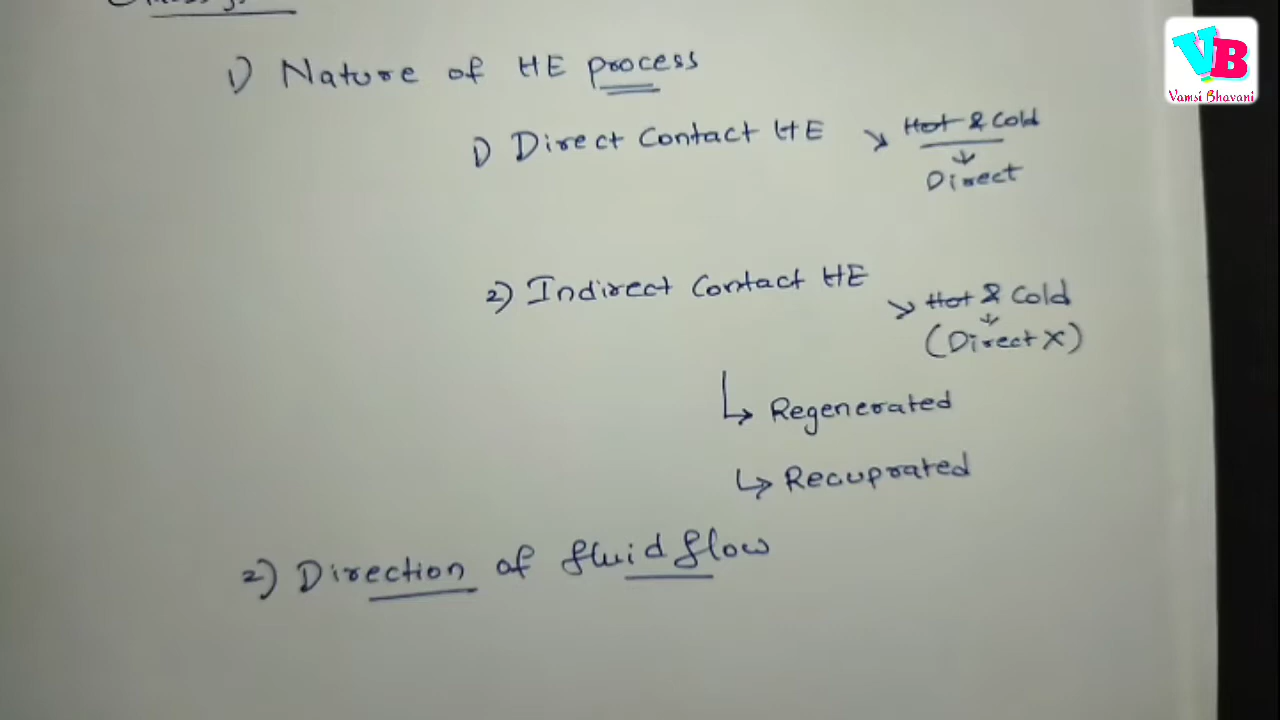 1) Nature of HE process
1) Direct Contact HE ↘ Hot & Cold
↓
Direct
2) Indirect Contact HE ↘ Hot & Cold
↓
(Direct X)
↳ Regenerated
↳ Recuprated
2) Direction of fluid flow
VB
Vamsi Bhavani